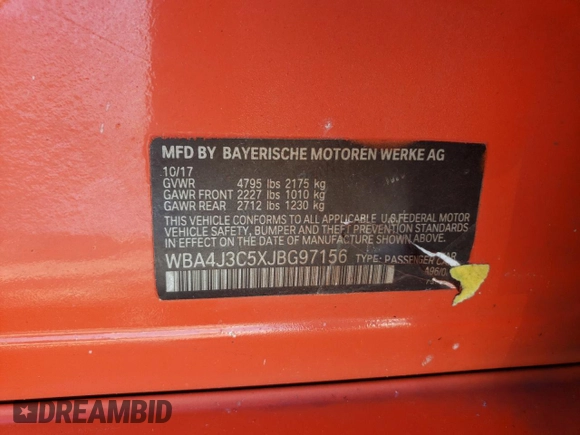 MFD BY BAYERISCHE MOTOREN WERKE AG
10/17
GVWR 4795 lbs 2175 kg
GAWR FRONT 2227 lbs 1010 kg
GAWR REAR 2712 lbs 1230 kg
THIS VEHICLE CONFORMS TO ALL APPLICABLE U.S.FEDERAL MOTOR
VEHICLE SAFETY, BUMPER, AND THEFT PREVENTION STANDARDS
IN EFFECT ON THE DATE OF MANUFACTURE SHOWN ABOVE.
WBA4J3C5XJBG97156 TYPE: PASSENGER CAR
DREAMBID